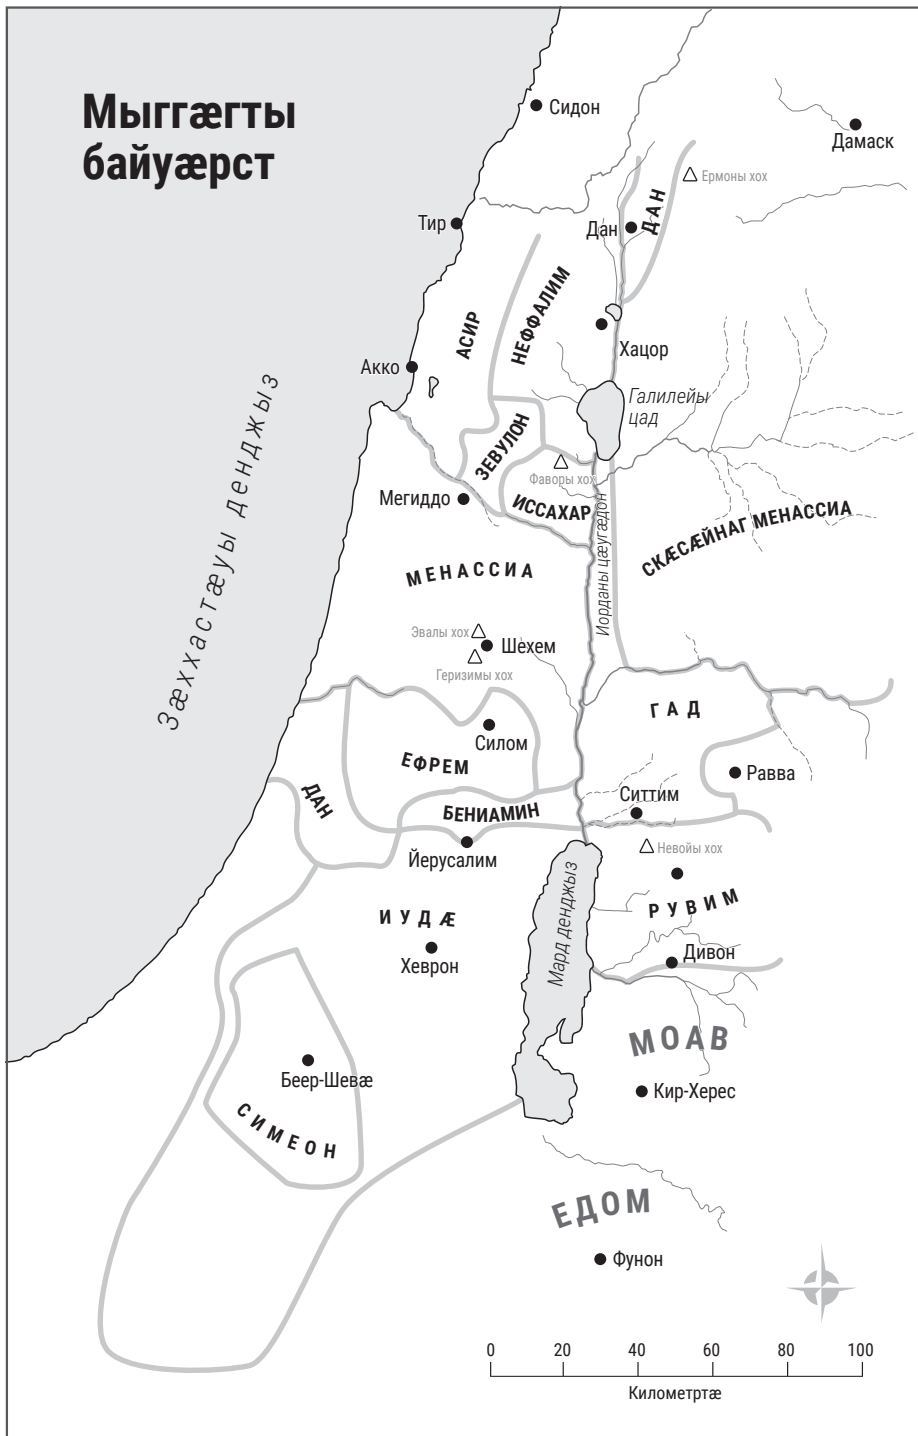 Мыггæгты
байуæрст
Сидон
Дамаск
Ермоны хох
Тир
Дан
ДАН
НЕФФАЛИМ
АСИР
Хацор
Акко
Галилейы
цад
ЗЕВУЛОН
Фаворы хох
Мегиддо
ИССАХАР
СКÆСÆЙНАГ МЕНАССИА
Зæххастæуы денджыз
МЕНАССИА
Иорданы цæугæдон
Эвалы хох
Шехем
Геризимы хох
ГАД
Силом
ЕФРЕМ
Равва
ДАН
Ситтим
БЕНИАМИН
Йерусалим
Невойы хох
Мард денджыз
РУВИМ
ИУДÆ
Хеврон
Дивон
МОАВ
Беер-Шевæ
Кир-Херес
СИМЕОН
ЕДОМ
Фунон
0 20 40 60 80 100
Километртæ